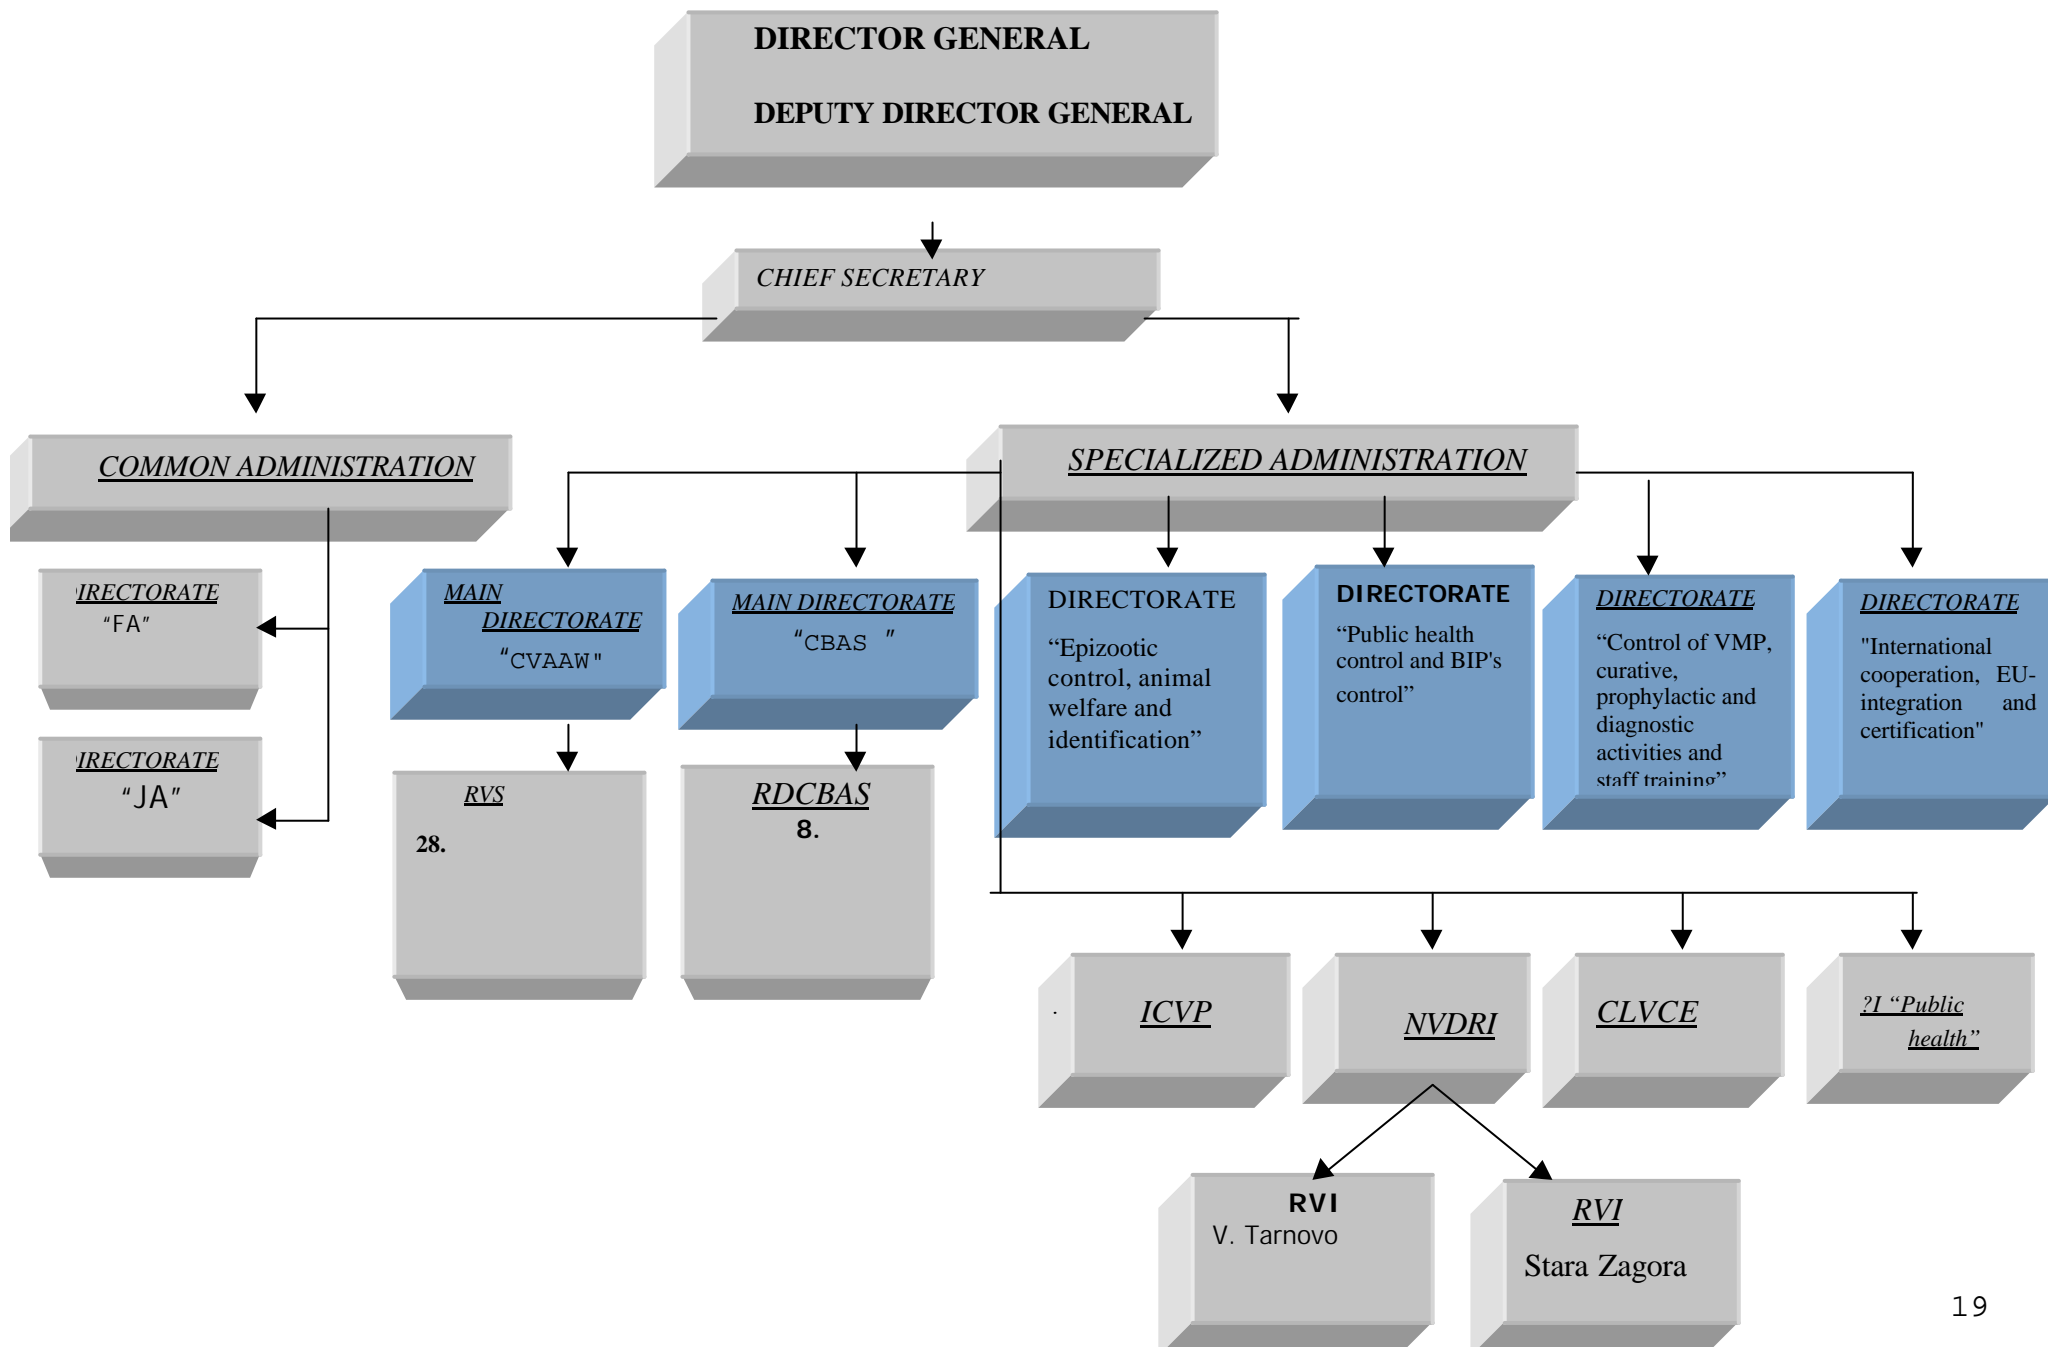 DIRECTOR GENERAL
DEPUTY DIRECTOR GENERAL
CHIEF SECRETARY
COMMON ADMINISTRATION
SPECIALIZED ADMINISTRATION
IRECTORATE
“FA”
IRECTORATE
“JA”
MAIN
DIRECTORATE
“CVAAW"
MAIN DIRECTORATE
“CBAS ”
DIRECTORATE
“Epizootic
control, animal
welfare and
identification”
DIRECTORATE
“Public health
control and BIP's
control”
DIRECTORATE
“Control of VMP,
curative,
prophylactic and
diagnostic
activities and
staff training”
DIRECTORATE
"International
cooperation, EU-
integration and
certification"
RVS
28.
RDCBAS
8.
.
ICVP
NVDRI
CLVCE
?I “Public
health”
RVI
V. Tarnovo
RVI
Stara Zagora
19